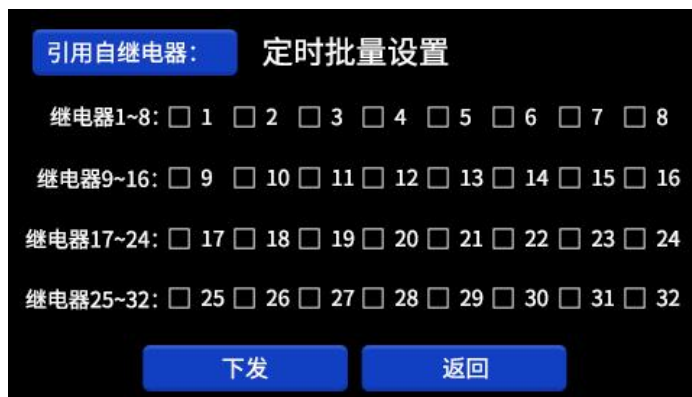 引用自继电器: 定时批量设置
继电器1~8: 1 2 3 4 5 6 7 8
继电器9~16: 9 10 11 12 13 14 15 16
继电器17~24: 17 18 19 20 21 22 23 24
继电器25~32: 25 26 27 28 29 30 31 32
下发 返回